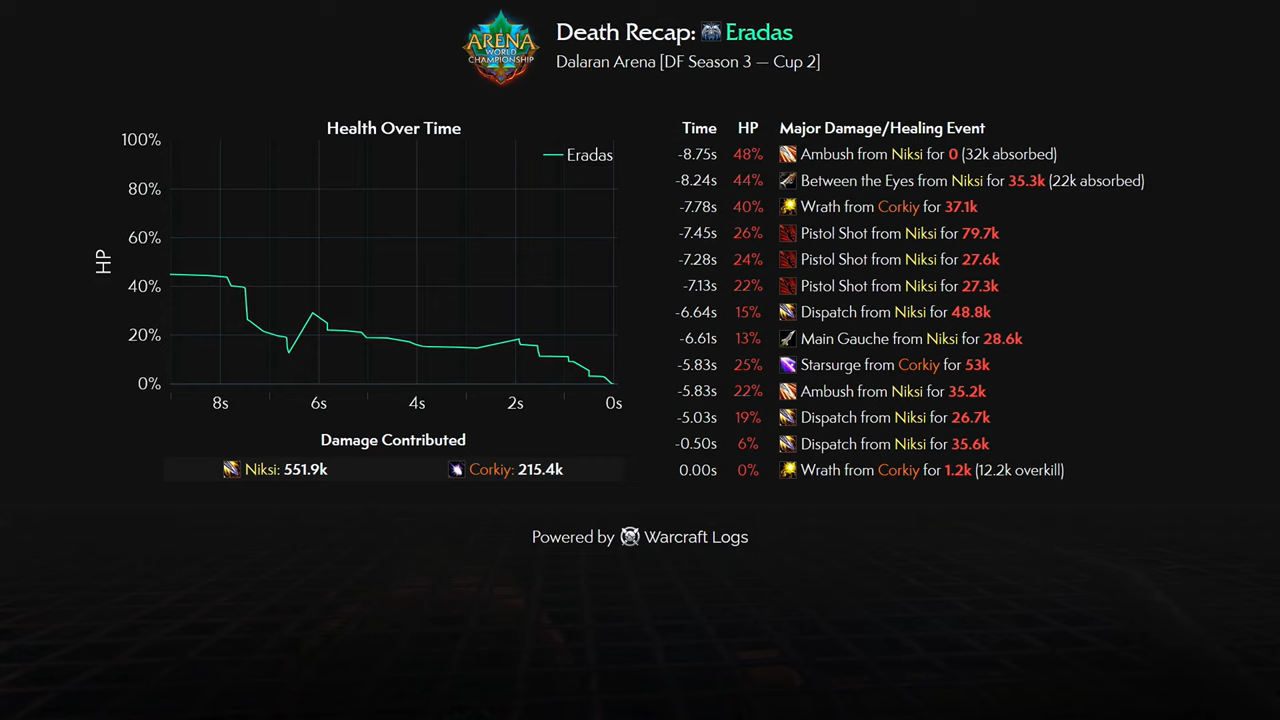 ARENA
WORLD
CHAMPIONSHIP
Death Recap: Eradas
Dalaran Arena [DF Season 3 — Cup 2]
Health Over Time
100%
80%
60%
40%
20%
0%
HP
Eradas
8s 6s 4s 2s 0s
Damage Contributed
Niksi: 551.9k Corkiy: 215.4k
Time HP Major Damage/Healing Event
-8.75s 48% Ambush from Niksi for 0 (32k absorbed)
-8.24s 44% Between the Eyes from Niksi for 35.3k (22k absorbed)
-7.78s 40% Wrath from Corkiy for 37.1k
-7.45s 26% Pistol Shot from Niksi for 79.7k
-7.28s 24% Pistol Shot from Niksi for 27.6k
-7.13s 22% Pistol Shot from Niksi for 27.3k
-6.64s 15% Dispatch from Niksi for 48.8k
-6.61s 13% Main Gauche from Niksi for 28.6k
-5.83s 25% Starsurge from Corkiy for 53k
-5.83s 22% Ambush from Niksi for 35.2k
-5.03s 19% Dispatch from Niksi for 26.7k
-0.50s 6% Dispatch from Niksi for 35.6k
0.00s 0% Wrath from Corkiy for 1.2k (12.2k overkill)
Powered by Warcraft Logs